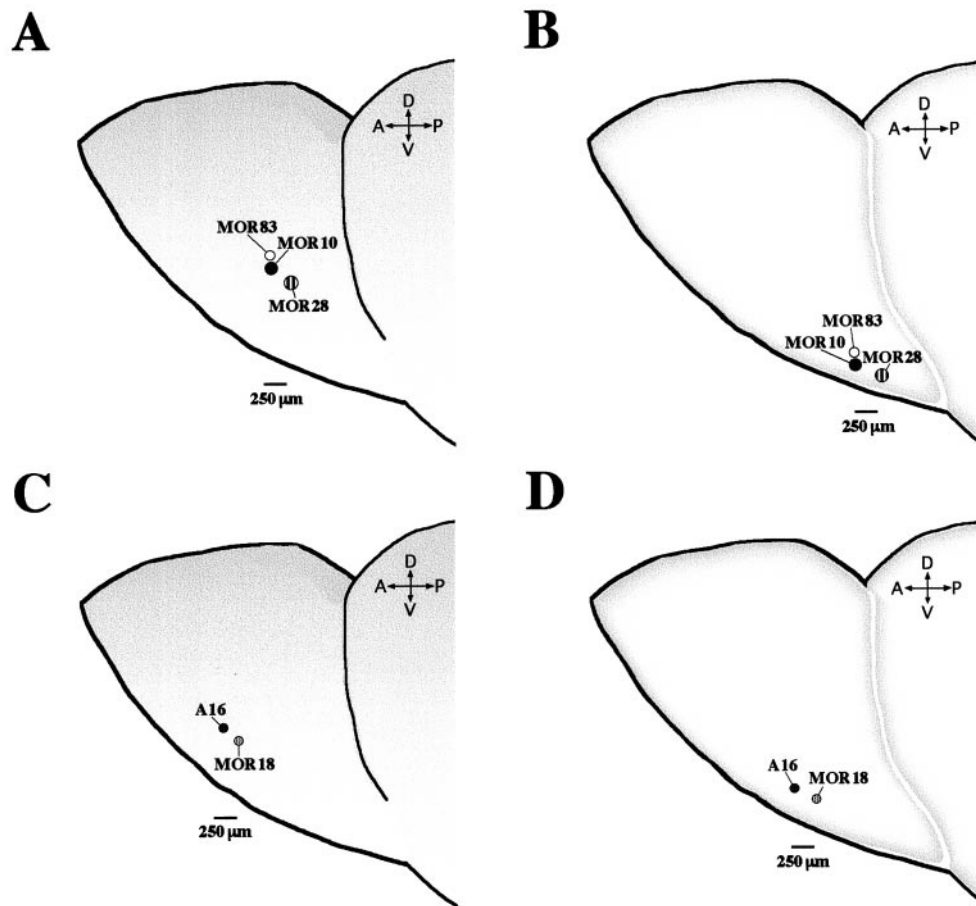 A
D
A P
V
MOR83
MOR10
MOR28
250 μm
B
D
A P
V
MOR83
MOR10
MOR28
250 μm
C
D
A P
V
A16
MOR18
250 μm
D
D
A P
V
A16
MOR18
250 μm